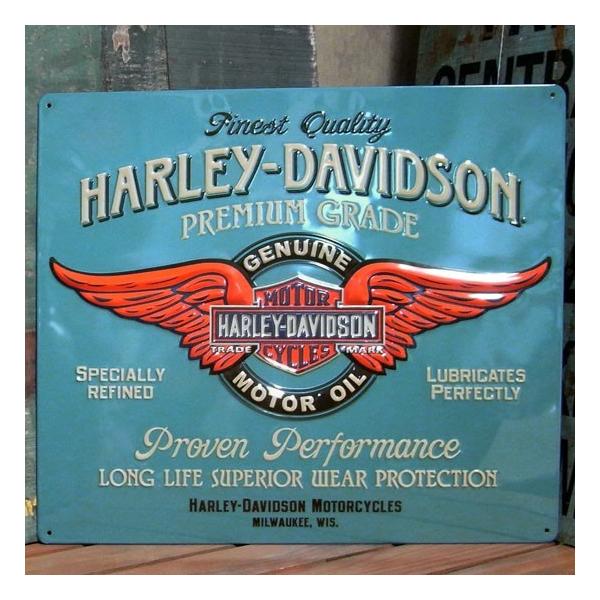 Finest Quality
HARLEY-DAVIDSON
PREMIUM GRADE
GENUINE
MOTOR
HARLEY-DAVIDSON
TRADE MARK
CYCLES
MOTOR OIL
SPECIALLY
REFINED
LUBRICATES
PERFECTLY
Proven Performance
LONG LIFE SUPERIOR WEAR PROTECTION
HARLEY-DAVIDSON MOTORCYCLES
MILWAUKEE, WIS.